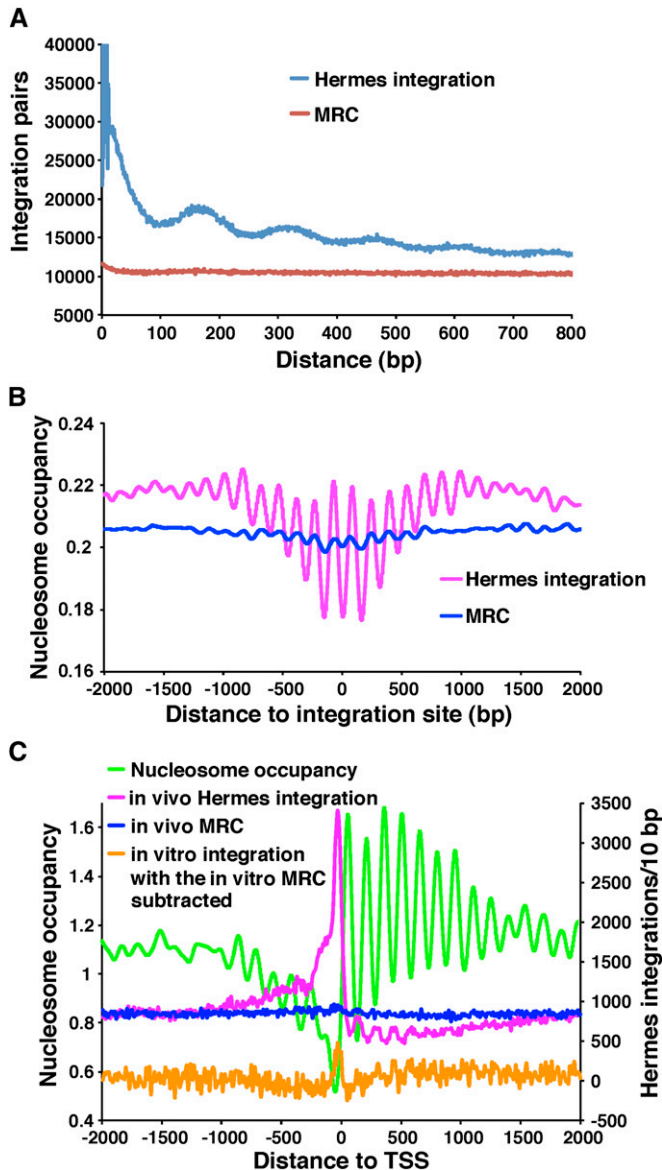 A
40000
35000
30000
25000
20000
15000
10000
5000
Integration pairs
Hermes integration
MRC
0 100 200 300 400 500 600 700 800
Distance (bp)
B
0.24
0.22
0.2
0.18
0.16
Nucleosome occupancy
Hermes integration
MRC
-2000 -1500 -1000 -500 0 500 1000 1500 2000
Distance to integration site (bp)
C
Nucleosome occupancy
in vivo Hermes integration
in vivo MRC
in vitro integration
with the in vitro MRC
subtracted
1.6
1.4
1.2
1
0.8
0.6
0.4
Nucleosome occupancy
3500
3000
2500
2000
1500
1000
500
0
-500
Hermes integrations/10 bp
-2000 -1500 -1000 -500 0 500 1000 1500 2000
Distance to TSS